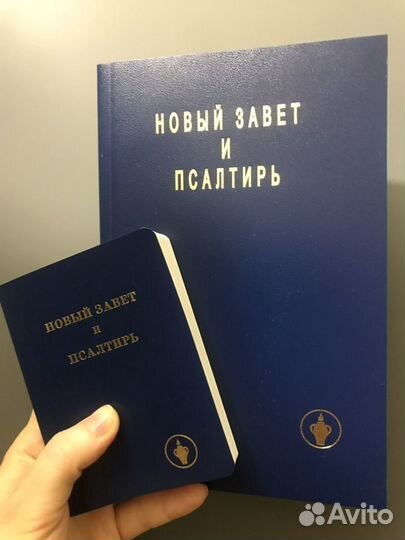 НОВЫЙ ЗАВЕТ
И
ПСАЛТИРЬ
НОВЫЙ ЗАВЕТ
и
ПСАЛТИРЬ
Avito